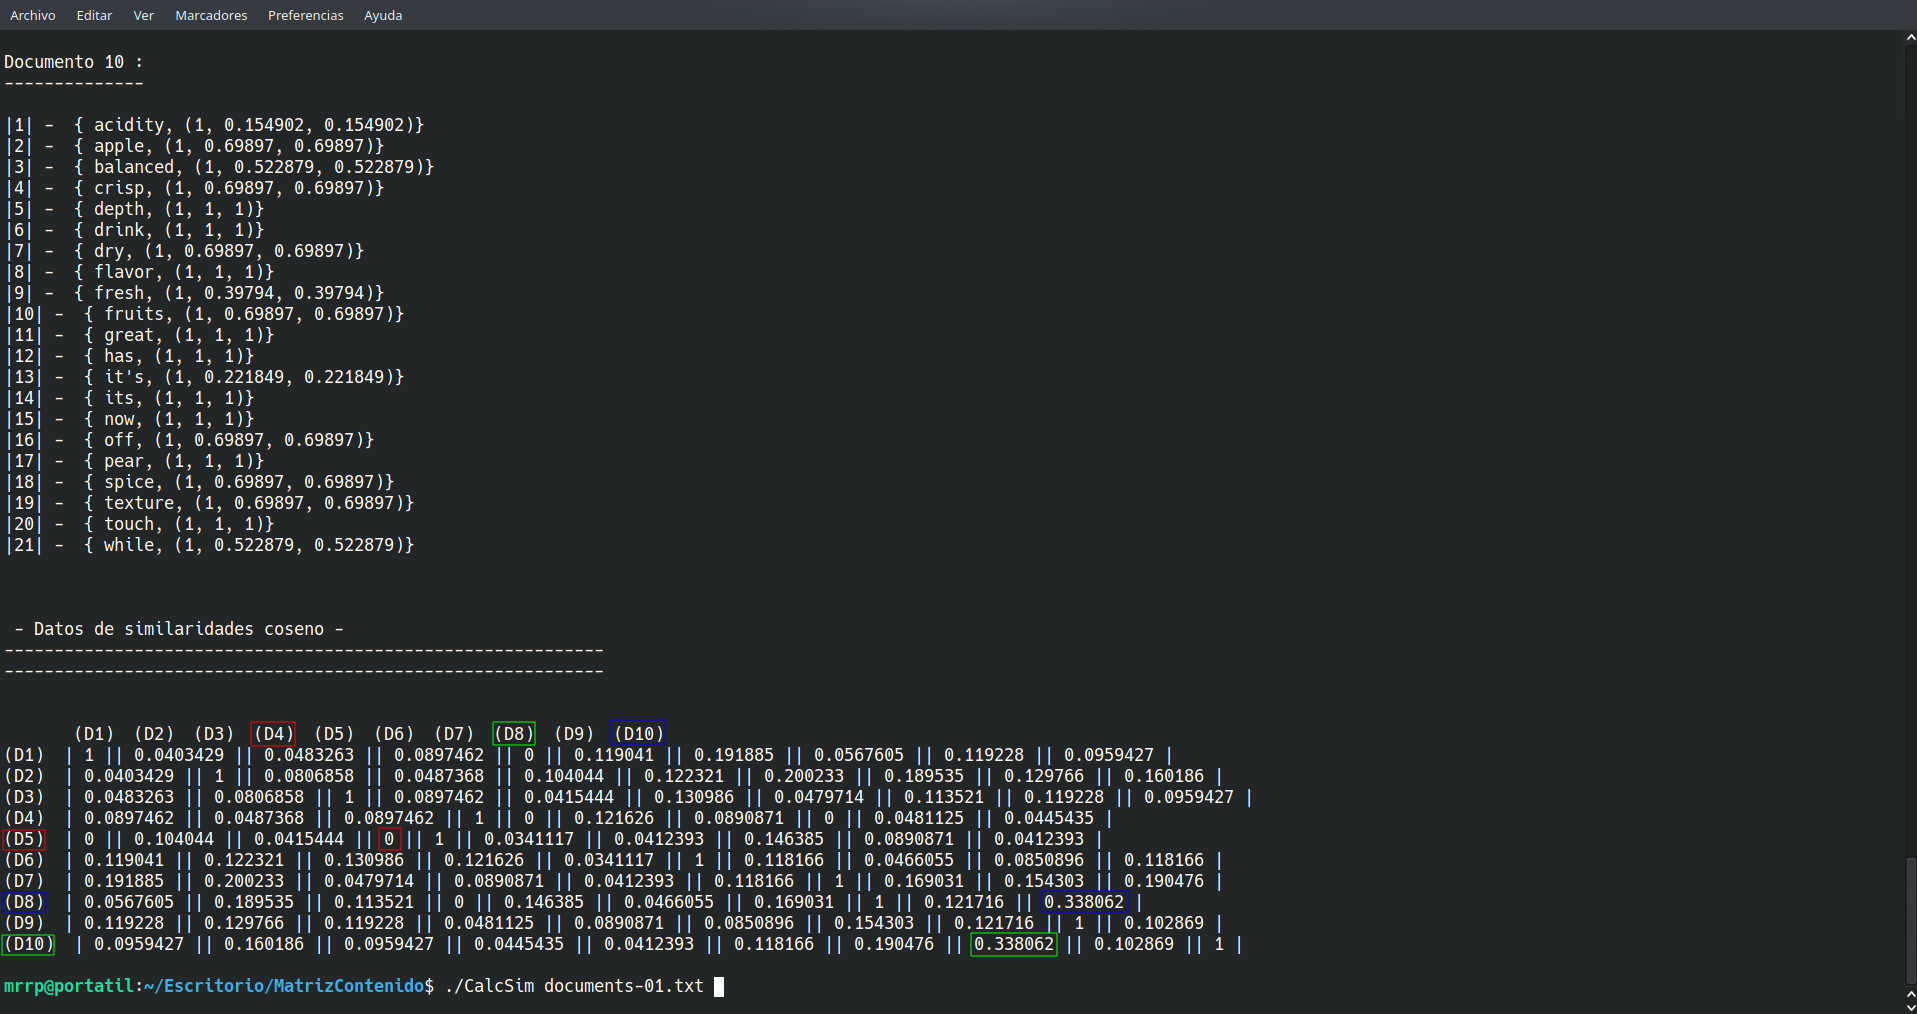 Archivo Editar Ver Marcadores Preferencias Ayuda
Documento 10 :
--------------
|1| -  { acidity, (1, 0.154902, 0.154902)}
|2| -  { apple, (1, 0.69897, 0.69897)}
|3| -  { balanced, (1, 0.522879, 0.522879)}
|4| -  { crisp, (1, 0.69897, 0.69897)}
|5| -  { depth, (1, 1, 1)}
|6| -  { drink, (1, 1, 1)}
|7| -  { dry, (1, 0.69897, 0.69897)}
|8| -  { flavor, (1, 1, 1)}
|9| -  { fresh, (1, 0.39794, 0.39794)}
|10| -  { fruits, (1, 0.69897, 0.69897)}
|11| -  { great, (1, 1, 1)}
|12| -  { has, (1, 1, 1)}
|13| -  { it's, (1, 0.221849, 0.221849)}
|14| -  { its, (1, 1, 1)}
|15| -  { now, (1, 1, 1)}
|16| -  { off, (1, 0.69897, 0.69897)}
|17| -  { pear, (1, 1, 1)}
|18| -  { spice, (1, 0.69897, 0.69897)}
|19| -  { texture, (1, 0.69897, 0.69897)}
|20| -  { touch, (1, 1, 1)}
|21| -  { while, (1, 0.522879, 0.522879)}
- Datos de similaridades coseno -
------------------------------------------------------------
------------------------------------------------------------
(D1)  (D2)  (D3)  (D4)  (D5)  (D6)  (D7)  (D8)  (D9)  (D10)
(D1)  | 1 || 0.0403429 || 0.0483263 || 0.0897462 || 0 || 0.119041 || 0.191885 || 0.0567605 || 0.119228 || 0.0959427 |
(D2)  | 0.0403429 || 1 || 0.0806858 || 0.0487368 || 0.104044 || 0.122321 || 0.200233 || 0.189535 || 0.129766 || 0.160186 |
(D3)  | 0.0483263 || 0.0806858 || 1 || 0.0897462 || 0.0415444 || 0.130986 || 0.0479714 || 0.113521 || 0.119228 || 0.0959427 |
(D4)  | 0.0897462 || 0.0487368 || 0.0897462 || 1 || 0 || 0.121626 || 0.0890871 || 0 || 0.0481125 || 0.0445435 |
(D5)  | 0 || 0.104044 || 0.0415444 || 0 || 1 || 0.0341117 || 0.0412393 || 0.146385 || 0.0890871 || 0.0412393 |
(D6)  | 0.119041 || 0.122321 || 0.130986 || 0.121626 || 0.0341117 || 1 || 0.118166 || 0.0466055 || 0.0850896 || 0.118166 |
(D7)  | 0.191885 || 0.200233 || 0.0479714 || 0.0890871 || 0.0412393 || 0.118166 || 1 || 0.169031 || 0.154303 || 0.190476 |
(D8)  | 0.0567605 || 0.189535 || 0.113521 || 0 || 0.146385 || 0.0466055 || 0.169031 || 1 || 0.121716 || 0.338062 |
(D9)  | 0.119228 || 0.129766 || 0.119228 || 0.0481125 || 0.0890871 || 0.0850896 || 0.154303 || 0.121716 || 1 || 0.102869 |
(D10)  | 0.0959427 || 0.160186 || 0.0959427 || 0.0445435 || 0.0412393 || 0.118166 || 0.190476 || 0.338062 || 0.102869 || 1 |
mrrp@portatil:~/Escritorio/MatrizContenido$ ./CalcSim documents-01.txt